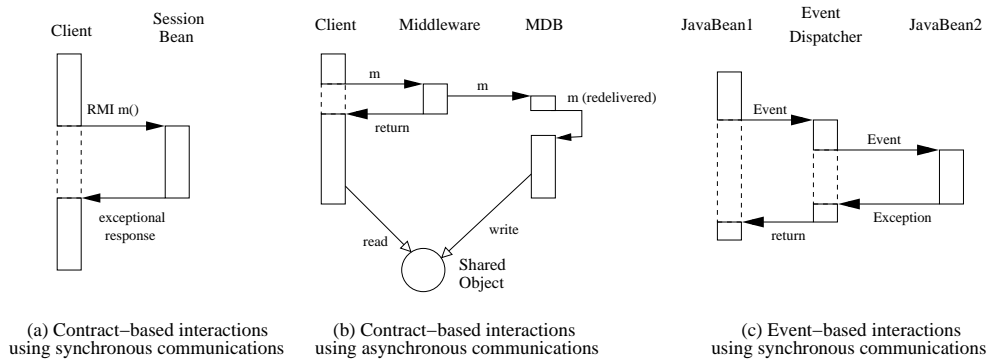 Client
Session
Bean
RMI m()
exceptional
response
(a) Contract−based interactions
using synchronous communications
Client
Middleware
MDB
m
m
m (redelivered)
return
read
write
Shared
Object
(b) Contract−based interactions
using asynchronous communications
JavaBean1
Event
Dispatcher
JavaBean2
Event
Event
Exception
return
(c) Event−based interactions
using synchronous communications